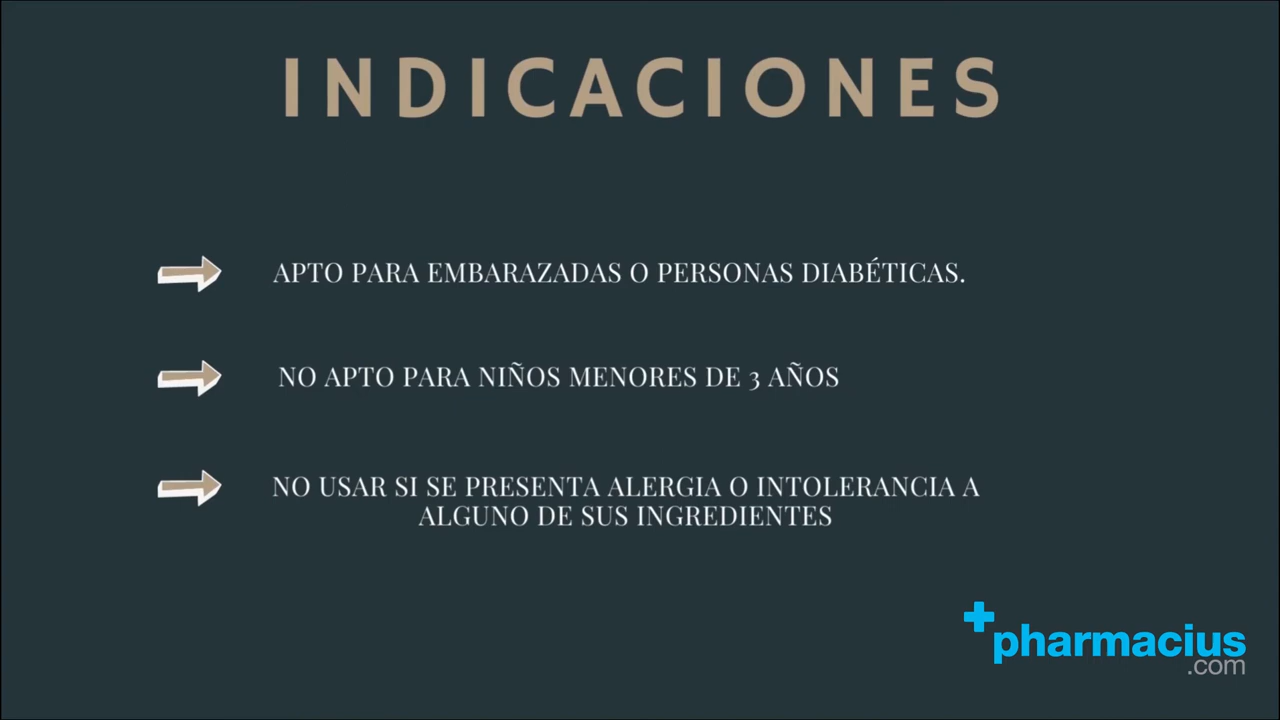 INDICACIONES
APTO PARA EMBARAZADAS O PERSONAS DIABÉTICAS.
NO APTO PARA NIÑOS MENORES DE 3 AÑOS
NO USAR SI SE PRESENTA ALERGIA O INTOLERANCIA A
ALGUNO DE SUS INGREDIENTES
pharmacius
.com